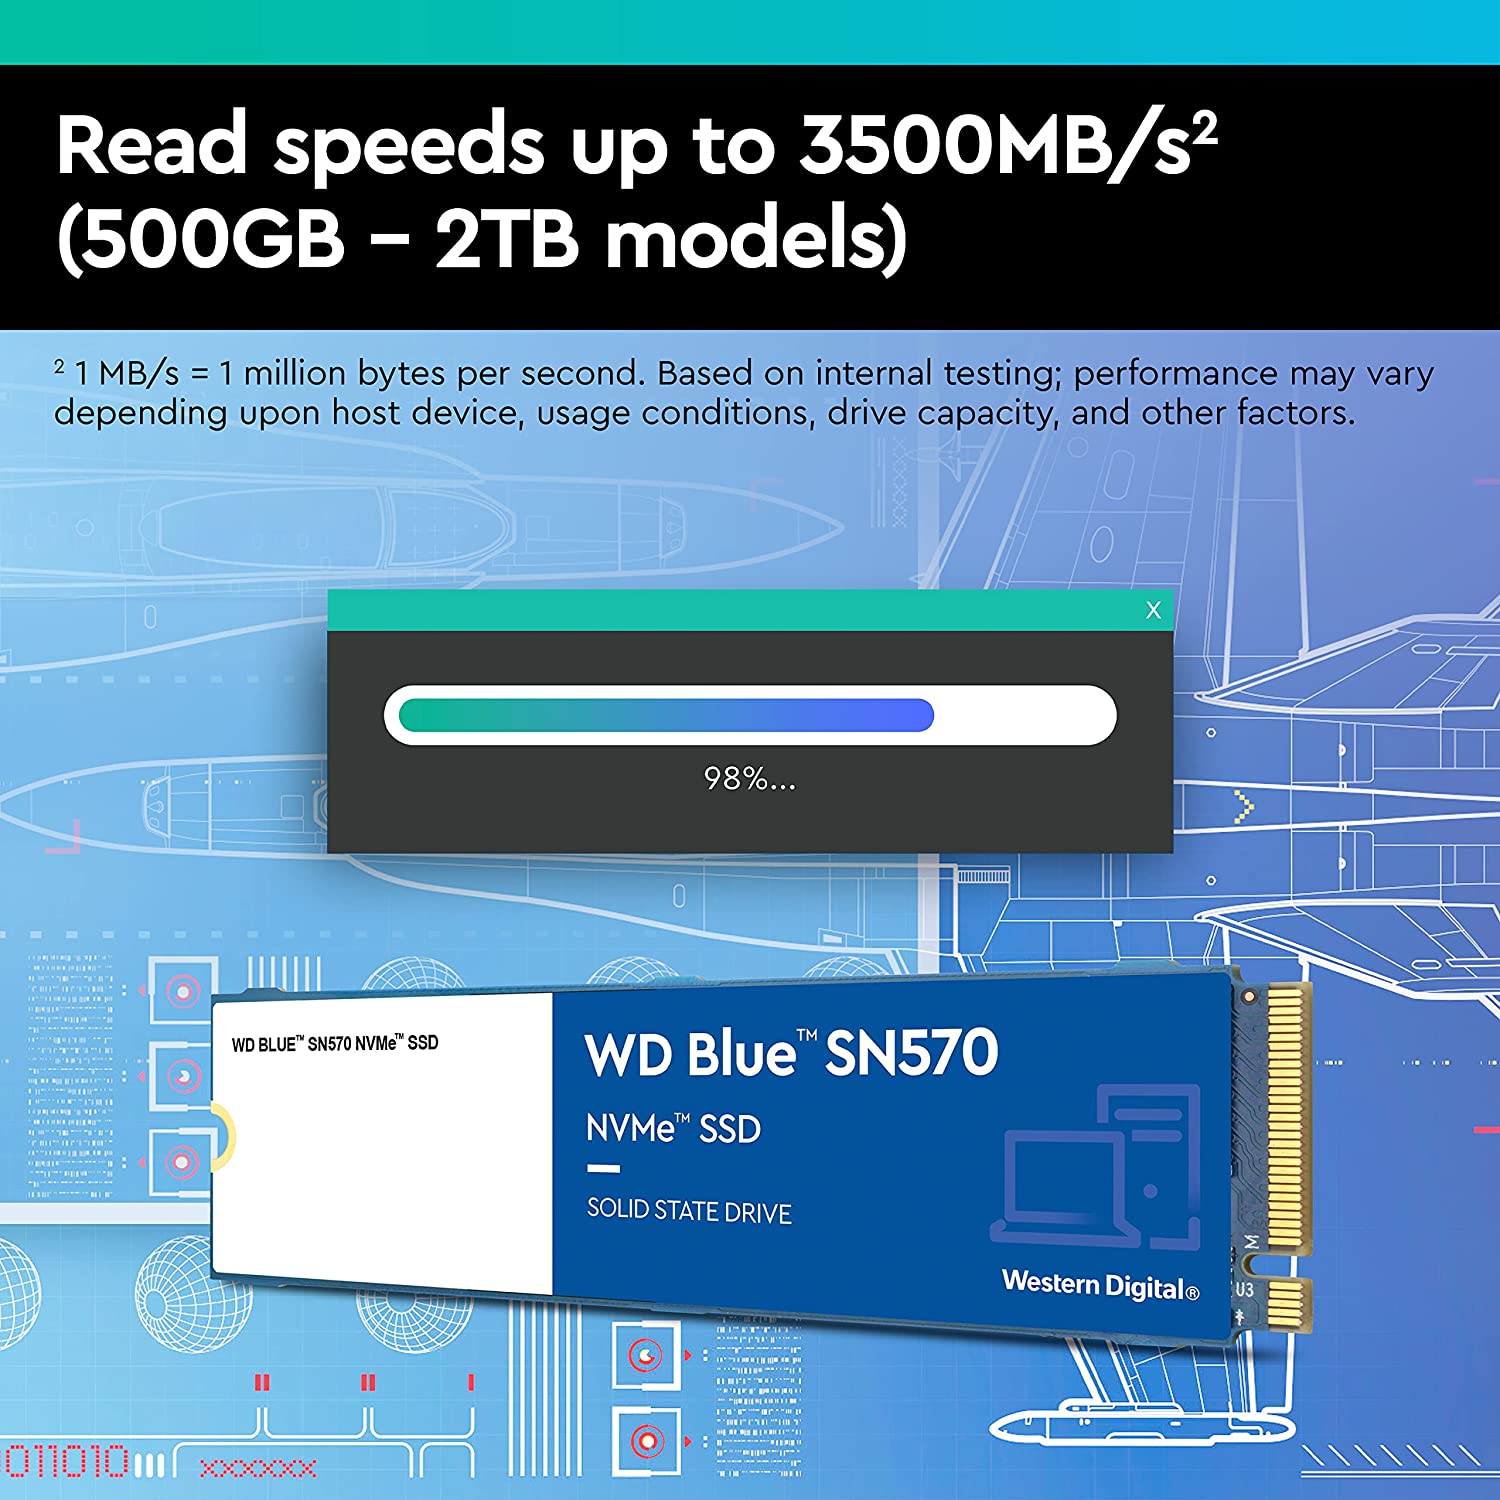 Read speeds up to 3500MB/s²
(500GB – 2TB models)
² 1 MB/s = 1 million bytes per second. Based on internal testing; performance may vary
depending upon host device, usage conditions, drive capacity, and other factors.
X
98%...
WD BLUE™ SN570 NVMe™ SSD
WD Blue™ SN570
NVMe™ SSD
SOLID STATE DRIVE
Western Digital®
M
U3
011010
xxxxxxx